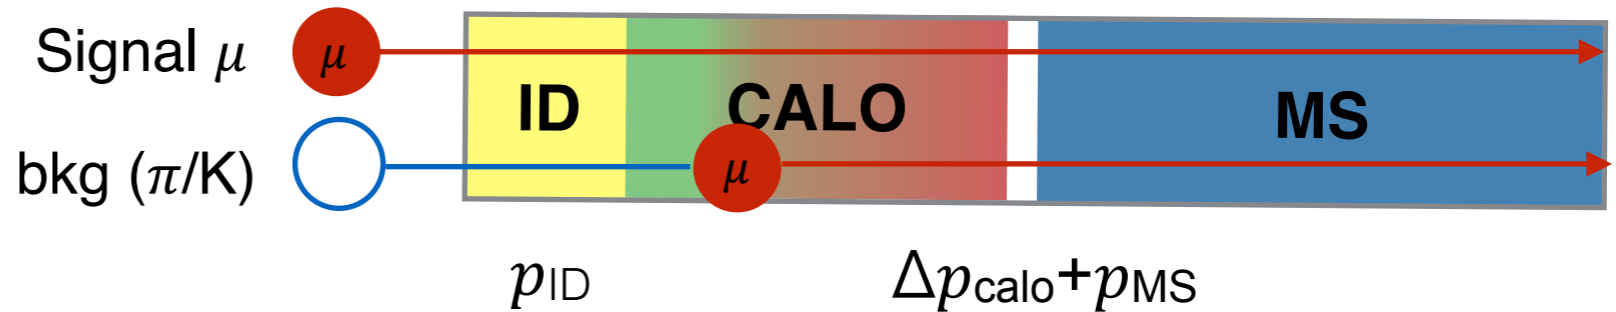 Signal μ μ
ID CALO MS
bkg (π/K) μ
pID Δpcalo+pMS